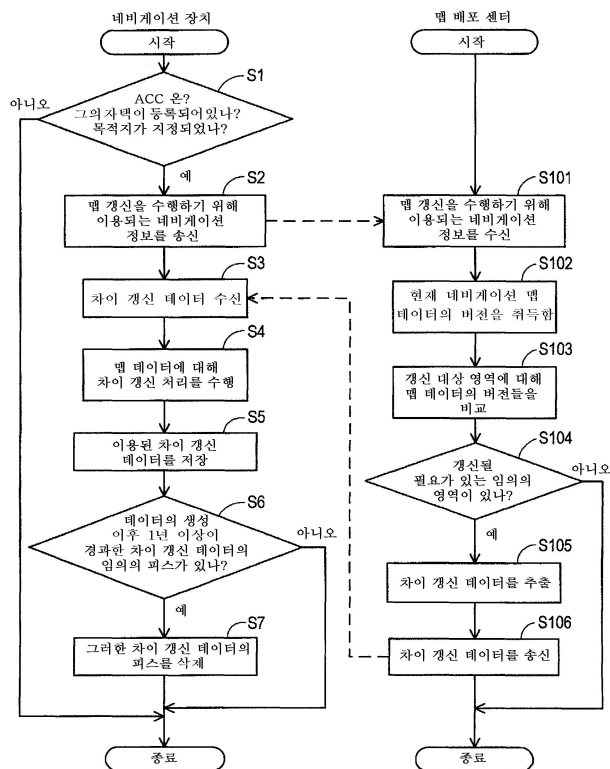 네비게이션 장치
시작
S1
ACC 온?
그의자택이 등록되어있나?
목적지가 지정되었나?
아니오
예
S2
맵 갱신을 수행하기 위해
이용되는 네비게이션
정보를 송신
S3
차이 갱신 데이터 수신
S4
맵 데이터에 대해
차이 갱신 처리를 수행
S5
이용된 차이 갱신
데이터를 저장
S6
데이터의 생성
이후 1년 이상이
경과한 차이 갱신 데이터의
임의의 피스가 있나?
아니오
예
S7
그러한 차이 갱신 데이터의
피스를 삭제
종료
맵 배포 센터
시작
S101
맵 갱신을 수행하기 위해
이용되는 네비게이션
정보를 수신
S102
현재 네비게이션 맵
데이터의 버전을 취득함
S103
갱신 대상 영역에 대해
맵 데이터의 버전들을
비교
S104
갱신될
필요가 있는 임의의
영역이 있나?
아니오
예
S105
차이 갱신 데이터를 추출
S106
차이 갱신 데이터를 송신
종료